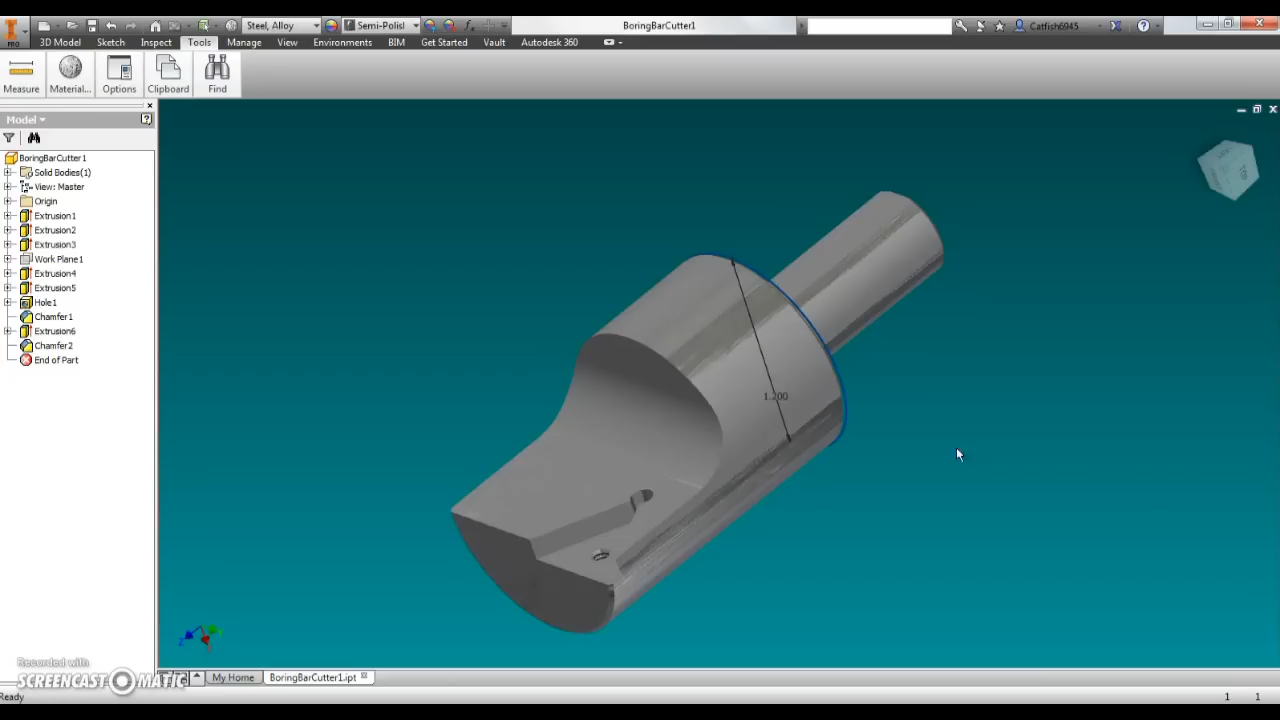 PRO
Steel, Alloy
Semi-Polisl
BoringBarCutter1
Catfish6945
3D Model
Sketch
Inspect
Tools
Manage
View
Environments
BIM
Get Started
Vault
Autodesk 360
Measure
Material...
Options
Clipboard
Find
Model
BoringBarCutter1
Solid Bodies(1)
View: Master
Origin
Extrusion1
Extrusion2
Extrusion3
Work Plane1
Extrusion4
Extrusion5
Hole1
Chamfer1
Extrusion6
Chamfer2
End of Part
1.200
Recorded with
SCREENCAST MATIC
My Home
BoringBarCutter1.ipt
Ready
1 1